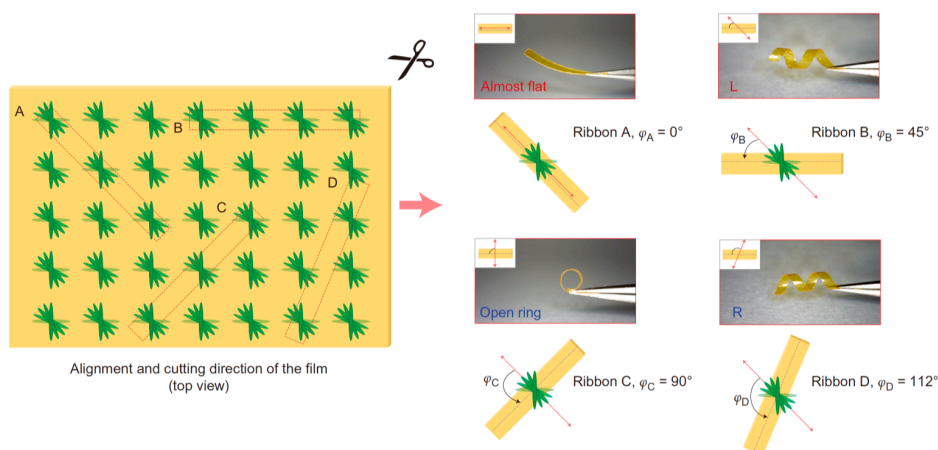 A
B
D
C
Alignment and cutting direction of the film
(top view)
Almost flat
Ribbon A, φA = 0°
L
φB
Ribbon B, φB = 45°
Open ring
φC
Ribbon C, φC = 90°
R
φD
Ribbon D, φD = 112°